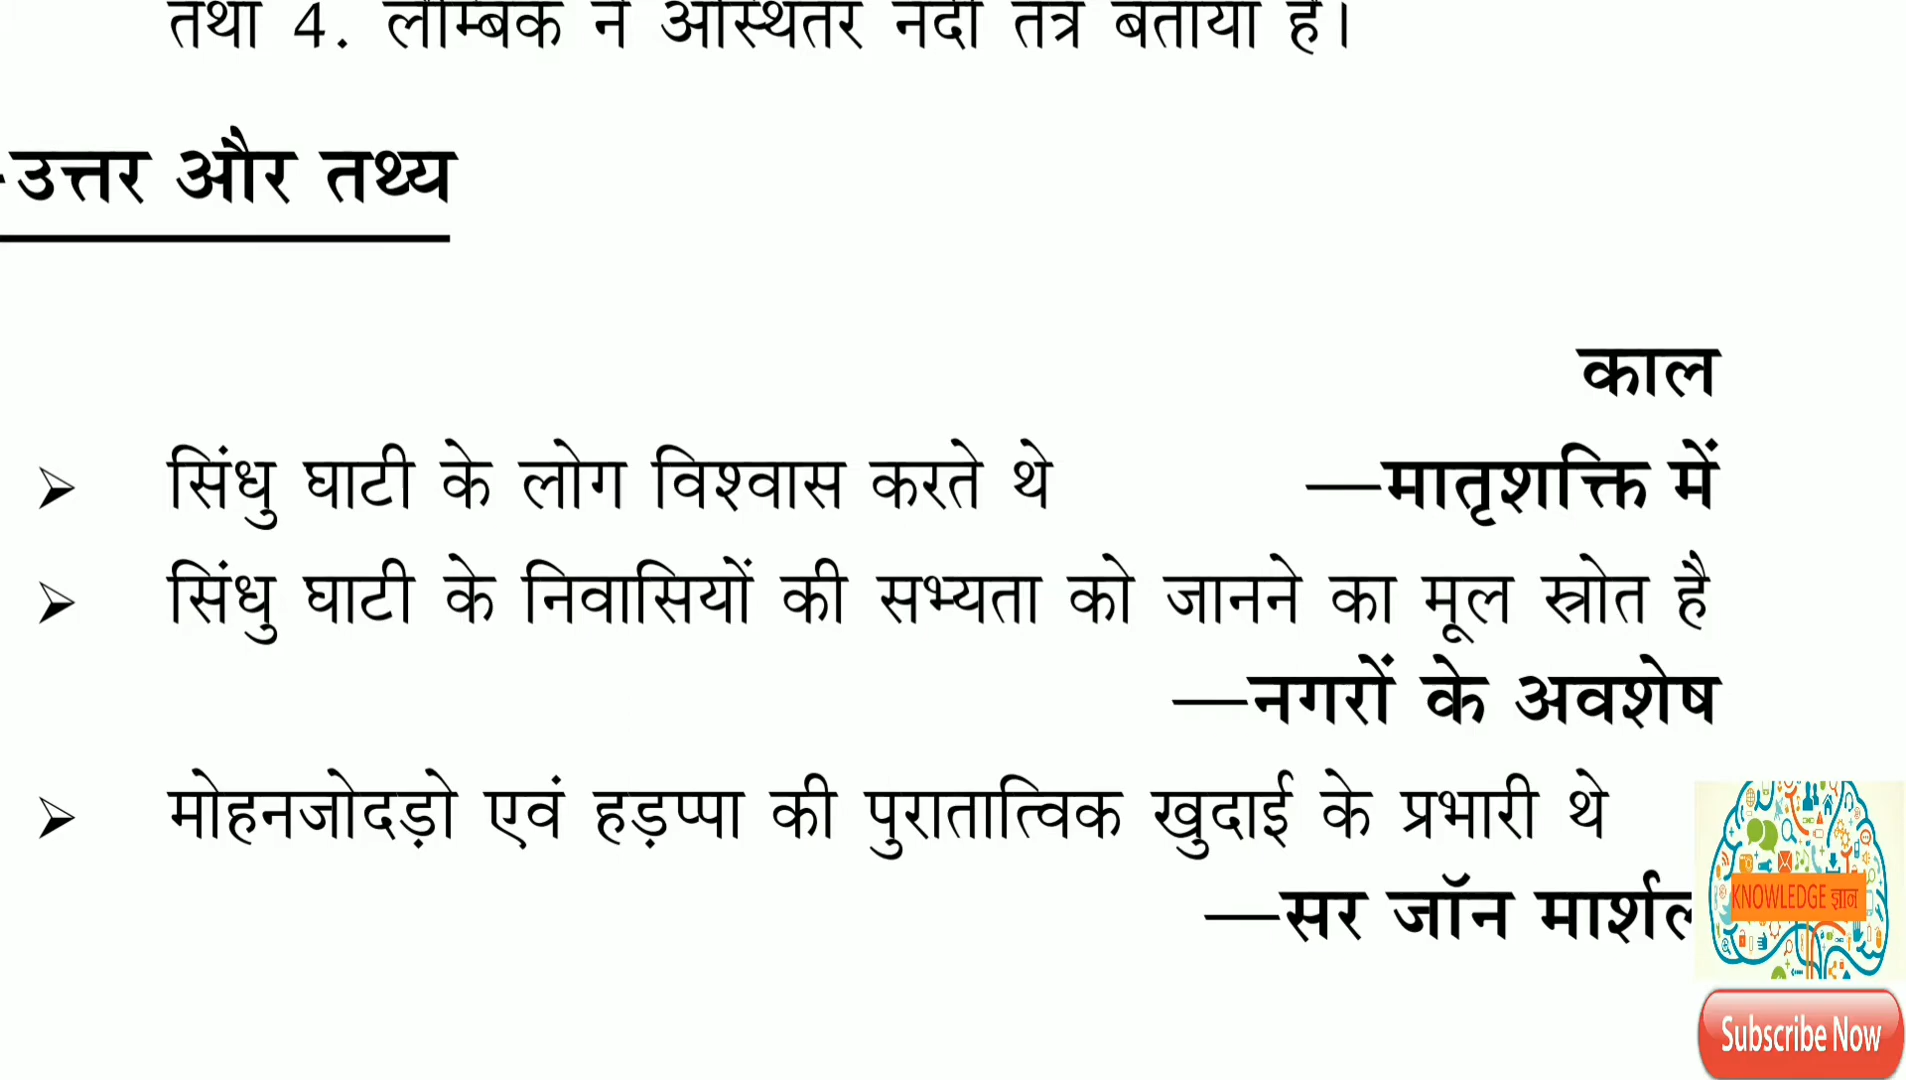 तथा 4. लौम्बिक ने अस्थितर नदी तंत्र बताया है।
-उत्तर और तथ्य
काल
➢ सिंधु घाटी के लोग विश्वास करते थे —मातृशक्ति में
➢ सिंधु घाटी के निवासियों की सभ्यता को जानने का मूल स्रोत है
—नगरों के अवशेष
➢ मोहनजोदड़ो एवं हड़प्पा की पुरातात्विक खुदाई के प्रभारी थे
—सर जॉन मार्शल
KNOWLEDGE ज्ञान
Subscribe Now